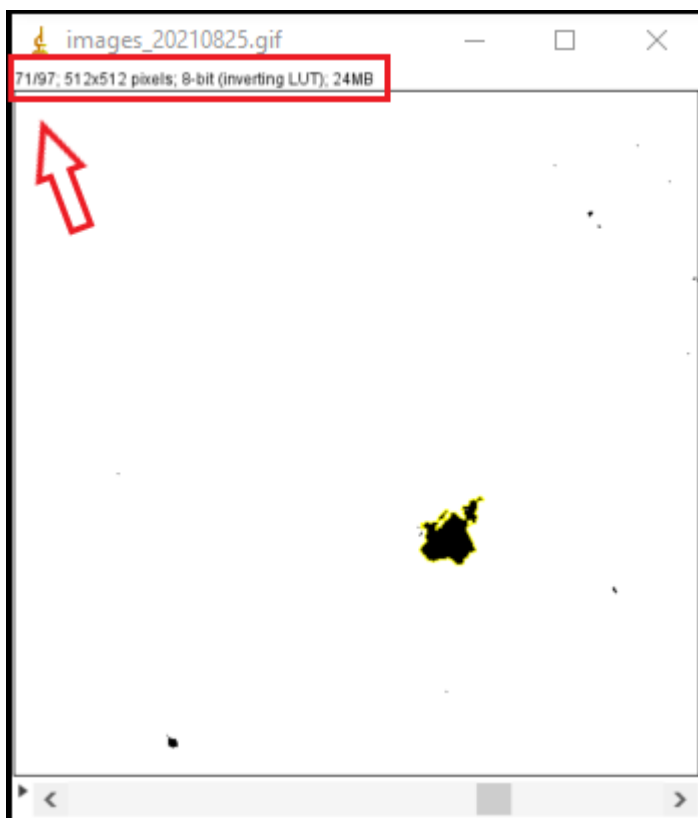 images_20210825.gif
71/97; 512x512 pixels; 8-bit (inverting LUT); 24MB